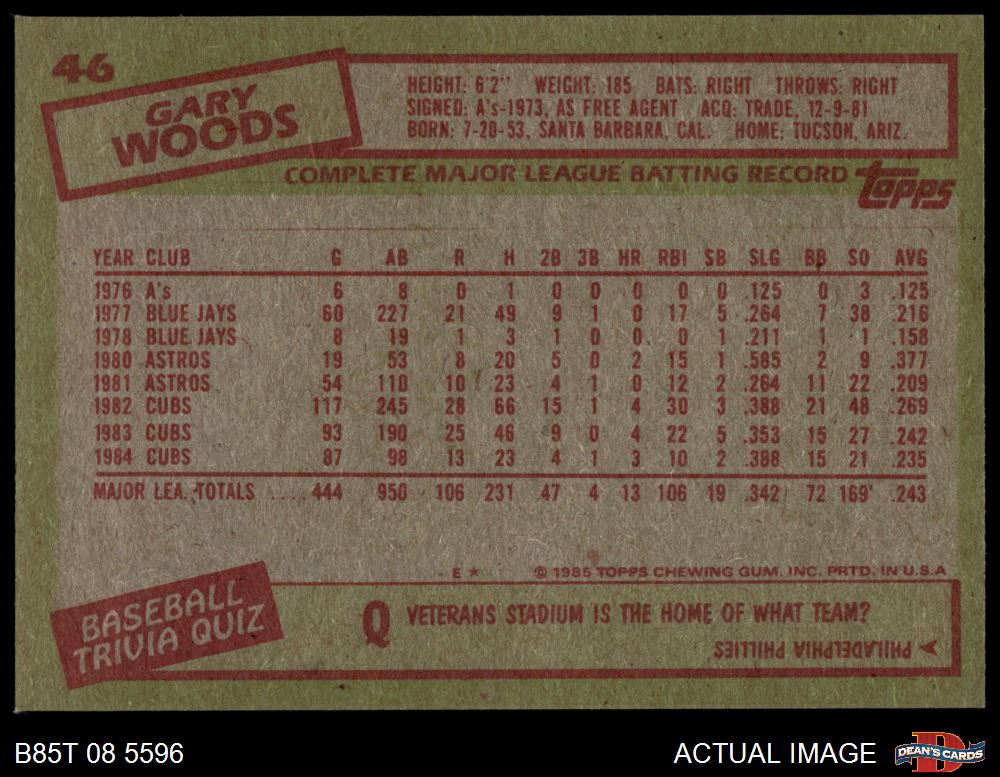 46
GARY
WOODS
HEIGHT: 6'2" WEIGHT: 185 BATS: RIGHT THROWS: RIGHT
SIGNED: A's-1973, AS FREE AGENT ACQ: TRADE, 12-9-81
BORN: 7-20-53, SANTA BARBARA, CAL. HOME: TUCSON, ARIZ.
COMPLETE MAJOR LEAGUE BATTING RECORD topps
YEAR CLUB G AB R H 2B 3B HR RBI SB SLG BB SO AVG
1976 A's 6 8 0 1 0 0 0 0 0 .125 0 3 .125
1977 BLUE JAYS 60 227 21 49 9 1 0 17 5 .264 7 38 .216
1978 BLUE JAYS 8 19 1 3 1 0 0 0 1 .211 1 1 .158
1980 ASTROS 19 53 8 20 5 0 2 15 1 .585 2 9 .377
1981 ASTROS 54 110 10 23 4 1 0 12 2 .264 11 22 .209
1982 CUBS 117 245 28 66 15 1 4 30 3 .388 21 48 .269
1983 CUBS 93 190 25 46 9 0 4 22 5 .353 15 27 .242
1984 CUBS 87 98 13 23 4 1 3 10 2 .388 15 21 .235
MAJOR LEA. TOTALS .... 444 950 106 231 47 4 13 106 19 .342 72 169 .243
E * © 1985 TOPPS CHEWING GUM, INC. PRTD. IN U.S.A
BASEBALL
TRIVIA QUIZ
Q VETERANS STADIUM IS THE HOME OF WHAT TEAM?
PHILADELPHIA PHILLIES
B85T 08 5596 ACTUAL IMAGE DEAN'S CARDS